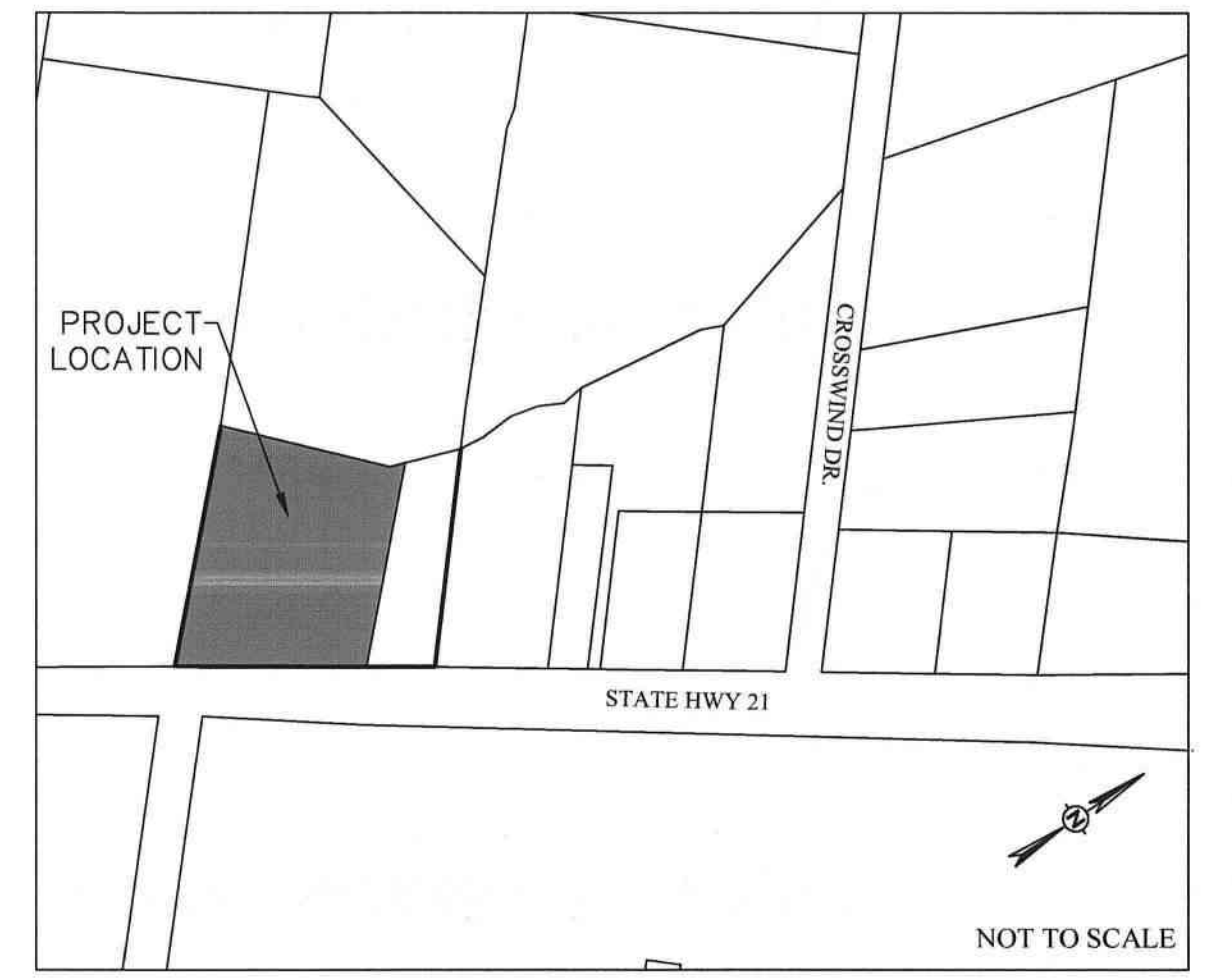 PROJECT
LOCATION
CROSSWIND DR.
STATE HWY 21
N
NOT TO SCALE